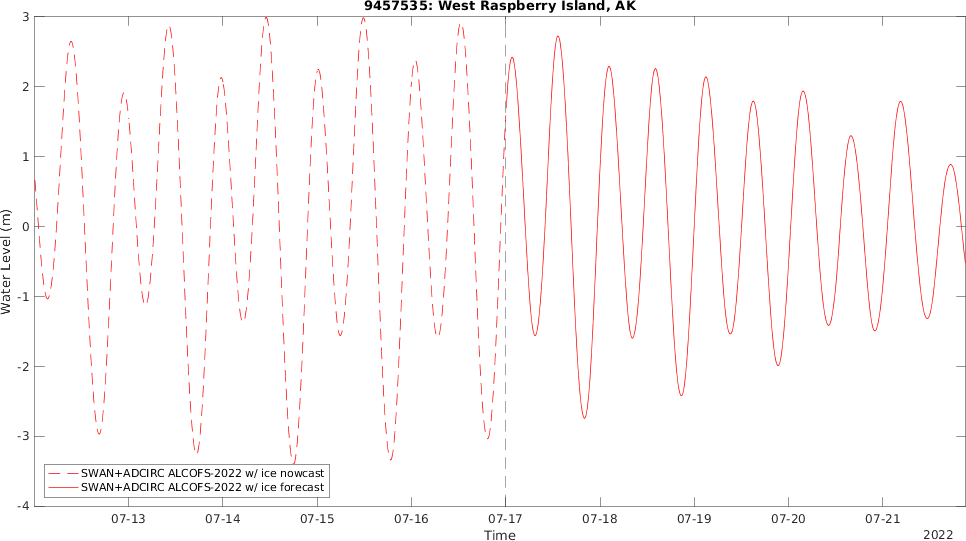 9457535: West Raspberry Island, AK
3
2
1
0
-1
-2
-3
-4
Water Level (m)
SWAN+ADCIRC ALCOFS-2022 w/ ice nowcast
SWAN+ADCIRC ALCOFS-2022 w/ ice forecast
07-13 07-14 07-15 07-16 07-17 07-18 07-19 07-20 07-21
Time
2022